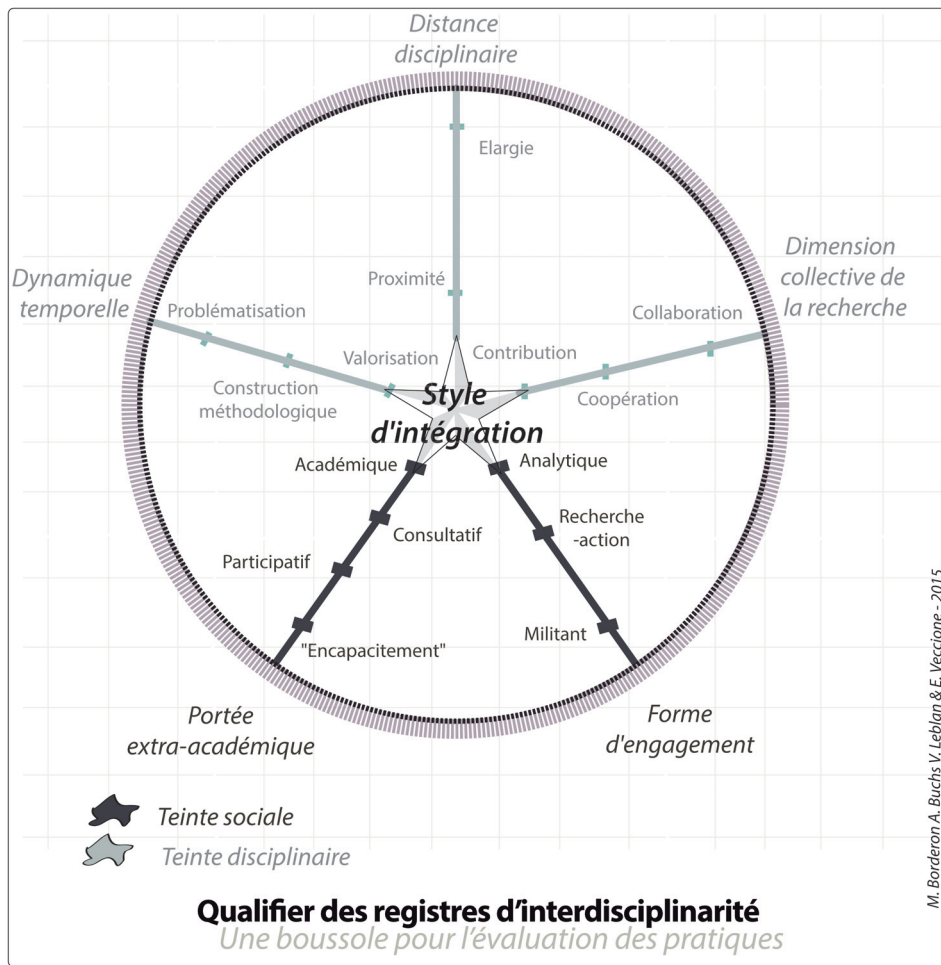 Distance
disciplinaire
Elargie
Dimension
collective de
la recherche
Dynamique
temporelle
Proximité
Problématisation
Collaboration
Valorisation
Contribution
Construction
méthodologique
Coopération
Style
d'intégration
Académique
Analytique
Consultatif
Recherche
-action
Participatif
Militant
"Encapacitement"
Portée
extra-académique
Forme
d'engagement
M. Borderon A. Buchs V. Leblan & E. Veccione - 2015
Teinte sociale
Teinte disciplinaire
Qualifier des registres d’interdisciplinarité
Une boussole pour l’évaluation des pratiques